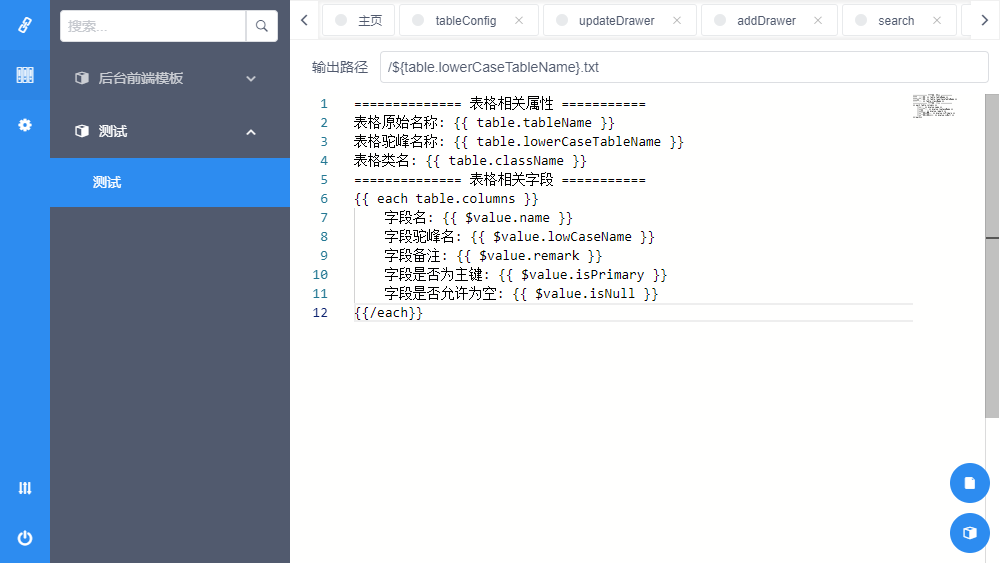 搜索...
后台前端模板
测试
测试
主页
tableConfig
updateDrawer
addDrawer
search
输出路径 /${table.lowerCaseTableName}.txt
1 ============== 表格相关属性 ===========
2 表格原始名称: {{ table.tableName }}
3 表格驼峰名称: {{ table.lowerCaseTableName }}
4 表格类名: {{ table.className }}
5 ============== 表格相关字段 ===========
6 {{ each table.columns }}
7 字段名: {{ $value.name }}
8 字段驼峰名: {{ $value.lowCaseName }}
9 字段备注: {{ $value.remark }}
10 字段是否为主键: {{ $value.isPrimary }}
11 字段是否允许为空: {{ $value.isNull }}
12 {{/each}}